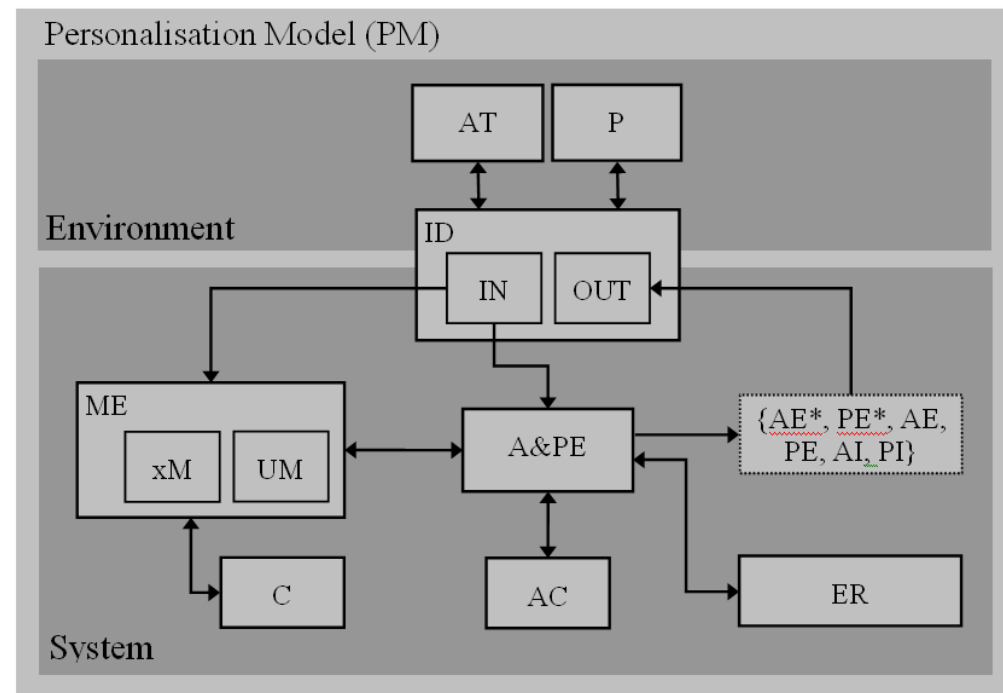 Personalisation Model (PM)
AT
P
Environment
ID
IN
OUT
ME
xM
UM
A&PE
{AE*, PE*, AE,
PE, AI, PI}
C
AC
ER
System